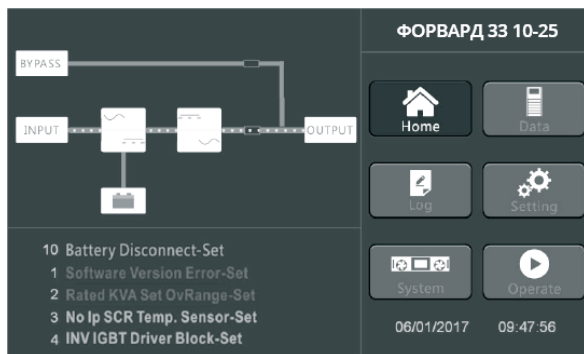 ФОРВАРД 33 10-25
BYPASS
INPUT
OUTPUT
Home
Data
Log
Setting
System
Operate
10 Battery Disconnect-Set
1 Software Version Error-Set
2 Rated KVA Set OvRange-Set
3 No Ip SCR Temp. Sensor-Set
4 INV IGBT Driver Block-Set
06/01/2017 09:47:56